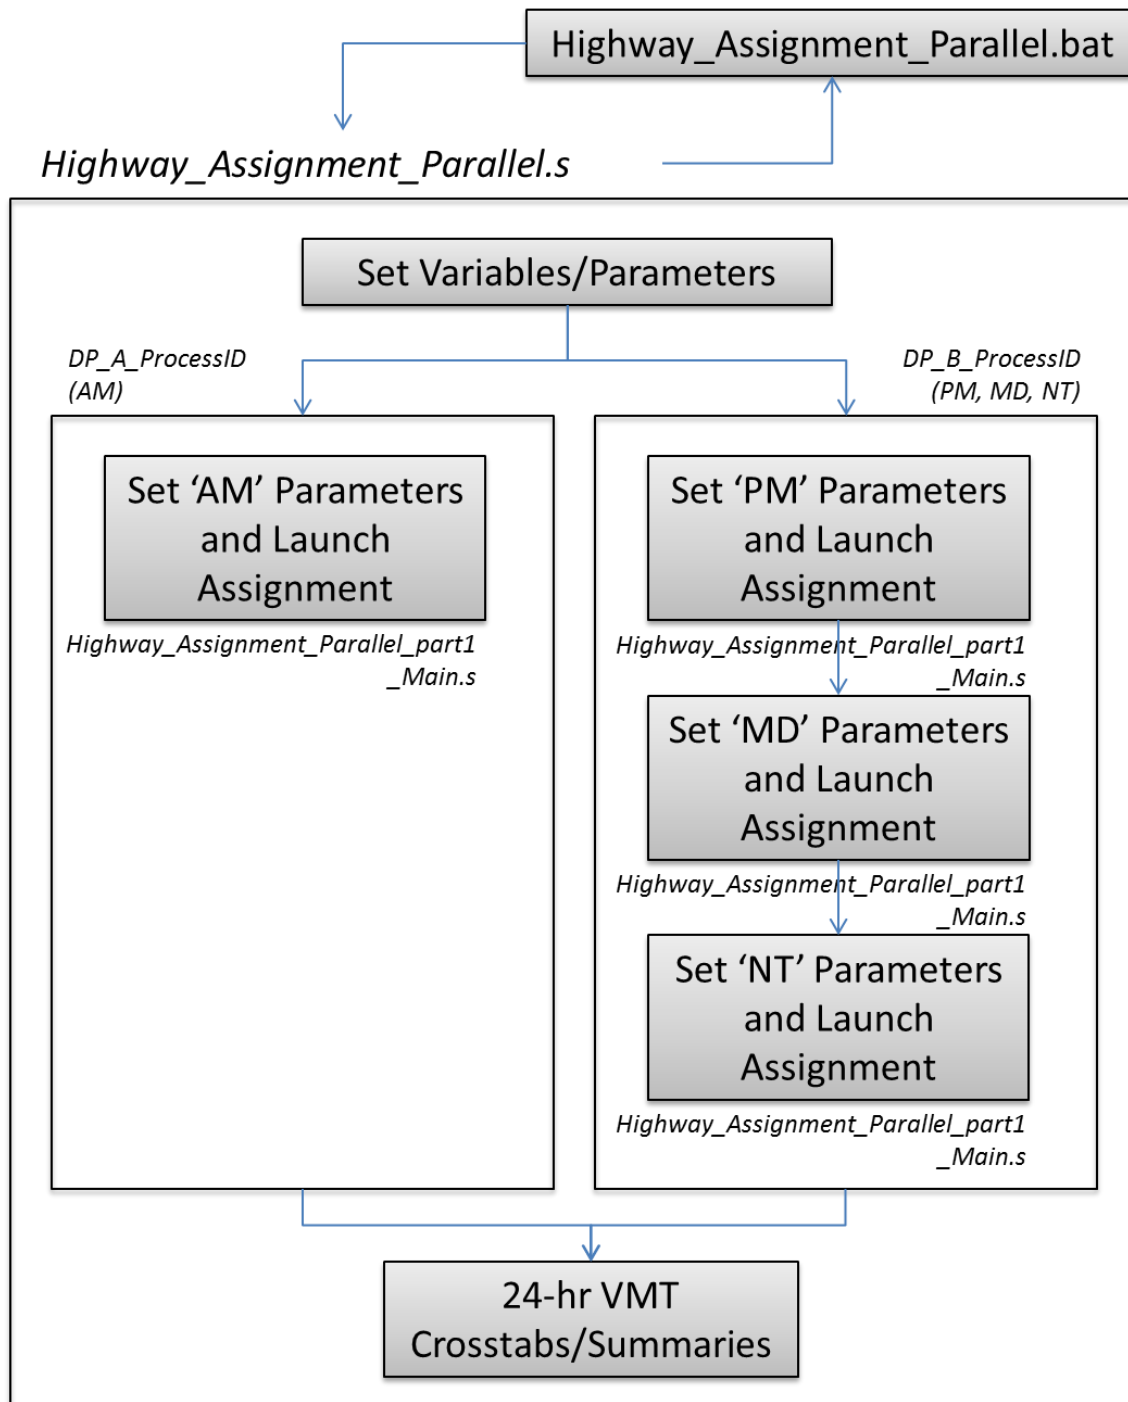 Highway_Assignment_Parallel.bat
Highway_Assignment_Parallel.s
Set Variables/Parameters
DP_A_ProcessID
(AM)
DP_B_ProcessID
(PM, MD, NT)
Set ‘AM’ Parameters
and Launch
Assignment
Highway_Assignment_Parallel_part1
_Main.s
Set ‘PM’ Parameters
and Launch
Assignment
Highway_Assignment_Parallel_part1
_Main.s
Set ‘MD’ Parameters
and Launch
Assignment
Highway_Assignment_Parallel_part1
_Main.s
Set ‘NT’ Parameters
and Launch
Assignment
Highway_Assignment_Parallel_part1
_Main.s
24-hr VMT
Crosstabs/Summaries